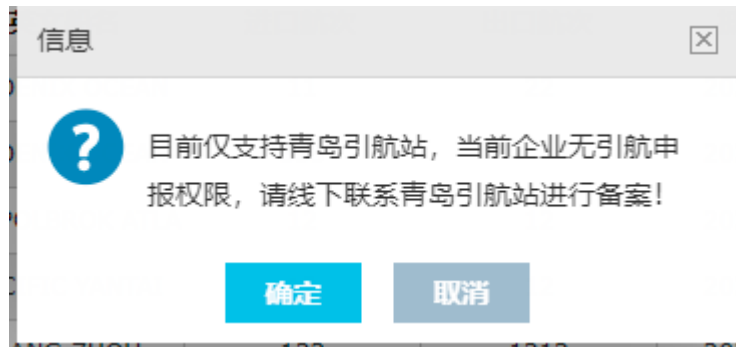 信息
目前仅支持青岛引航站，当前企业无引航申
报权限，请线下联系青岛引航站进行备案！
确定
取消